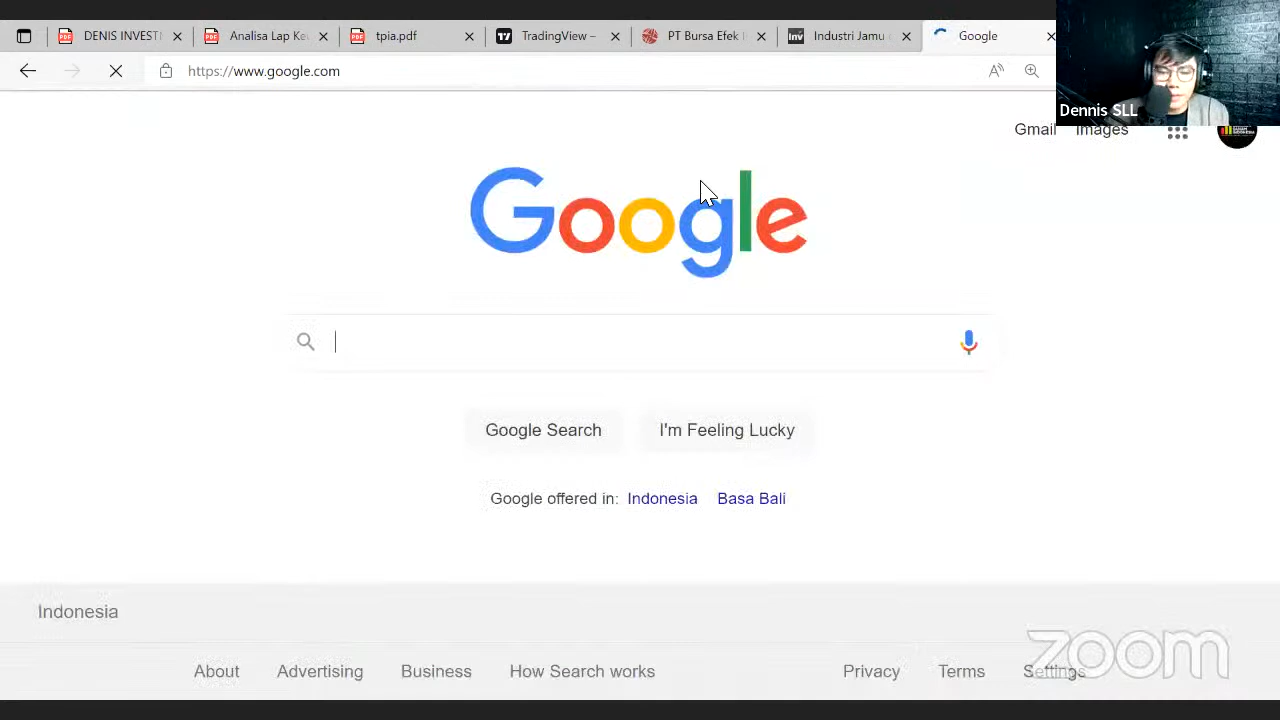 DENIS INVEST
Analisa Lap Ke
tpia.pdf
TradingView –
PT Bursa Efek
Industri Jamu
Google
https://www.google.com
Dennis SLL
Gmail Images
Google
Google Search I'm Feeling Lucky
Google offered in: Indonesia Basa Bali
Indonesia
About Advertising Business How Search works Privacy Terms Settings
zoom